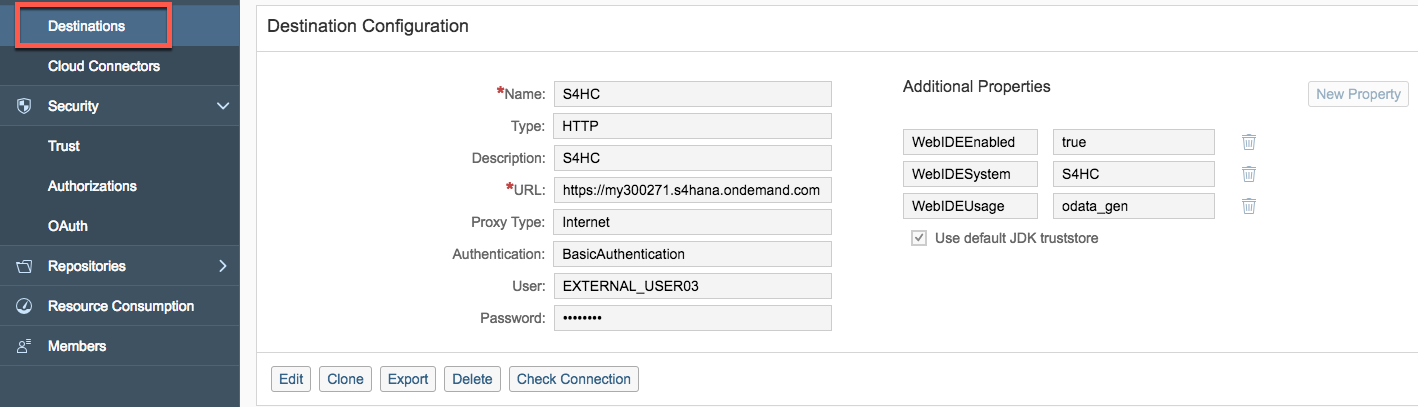 Destinations
Cloud Connectors
Security
Trust
Authorizations
OAuth
Repositories
Resource Consumption
Members
Destination Configuration
*Name: S4HC
Type: HTTP
Description: S4HC
*URL: https://my300271.s4hana.ondemand.com
Proxy Type: Internet
Authentication: BasicAuthentication
User: EXTERNAL_USER03
Password: ••••••••
Additional Properties
New Property
WebIDEEnabled true
WebIDESystem S4HC
WebIDEUsage odata_gen
Use default JDK truststore
Edit Clone Export Delete Check Connection